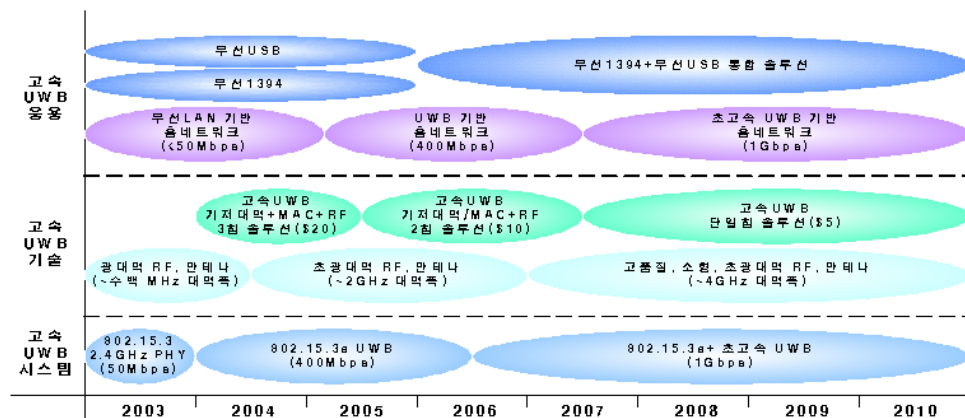 고속
UWB
응용
무선USB
무선1394
무선1394+무선USB 통합 솔루션
무선LAN 기반
홈네트워크
(<50Mbpa)
UWB 기반
홈네트워크
(400Mbpa)
초고속 UWB 기반
홈네트워크
(1Gbpa)
고속
UWB
기술
고속UWB
기저대역+MAC+RF
3칩 솔루션($20)
고속UWB
기저대역/MAC+RF
2칩 솔루션($10)
고속UWB
단일칩 솔루션($5)
광대역 RF, 안테나
(~수백 MHz 대역폭)
초광대역 RF, 안테나
(~2GHz 대역폭)
고품질, 소형, 초광대역 RF, 안테나
(~4GHz 대역폭)
고속
UWB
시스템
802.15.3
2.4GHz PHY
(50Mbpa)
802.15.3a UWB
(400Mbpa)
802.15.3a+ 초고속 UWB
(1Gbpa)
2003 2004 2005 2006 2007 2008 2009 2010